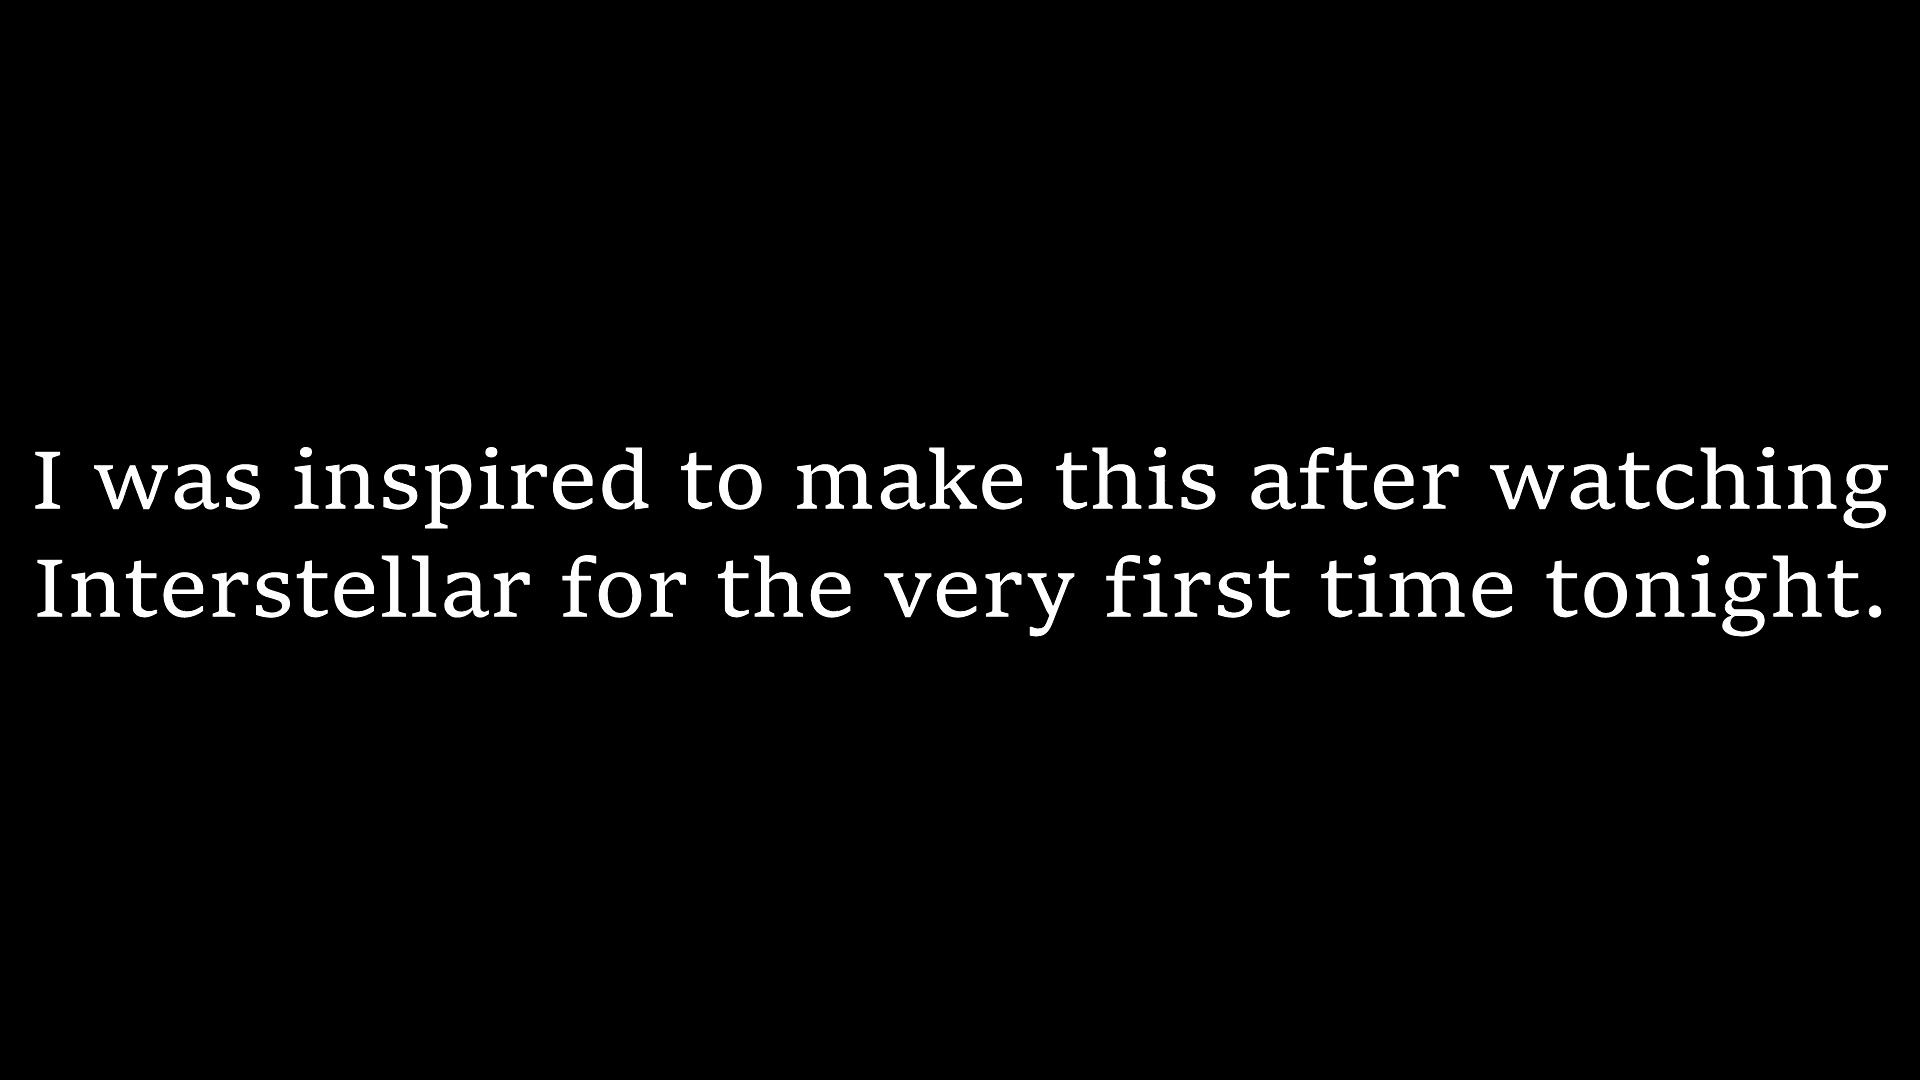 I was inspired to make this after watching
Interstellar for the very first time tonight.